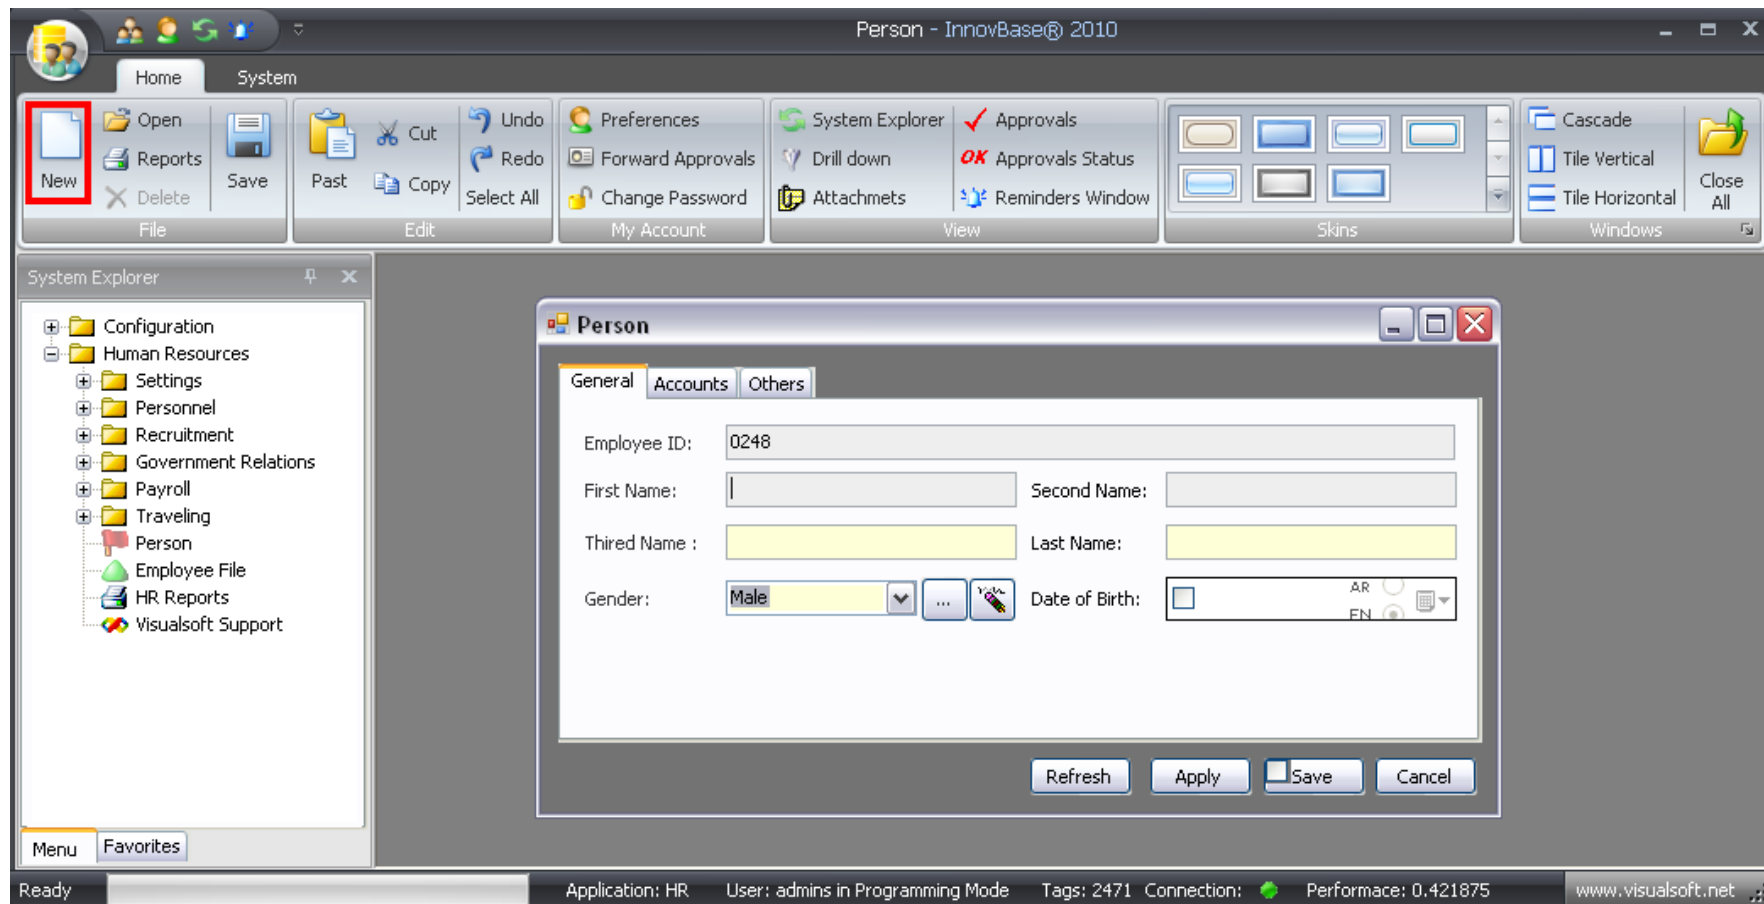 Person - InnovBase® 2010
Home System
New Open Reports Delete Save File
Past Cut Copy Undo Redo Select All Edit
Preferences Forward Approvals Change Password My Account
System Explorer Drill down Attachmets Approvals OK Approvals Status Reminders Window View
Skins
Cascade Tile Vertical Tile Horizontal Close All Windows
System Explorer
Configuration
Human Resources
Settings
Personnel
Recruitment
Government Relations
Payroll
Traveling
Person
Employee File
HR Reports
Visualsoft Support
Menu Favorites
Person
General Accounts Others
Employee ID: 0248
First Name: Second Name:
Thired Name : Last Name:
Gender: Male ... Date of Birth: AR EN
Refresh Apply Save Cancel
Ready Application: HR User: admins in Programming Mode Tags: 2471 Connection: Performace: 0.421875 www.visualsoft.net